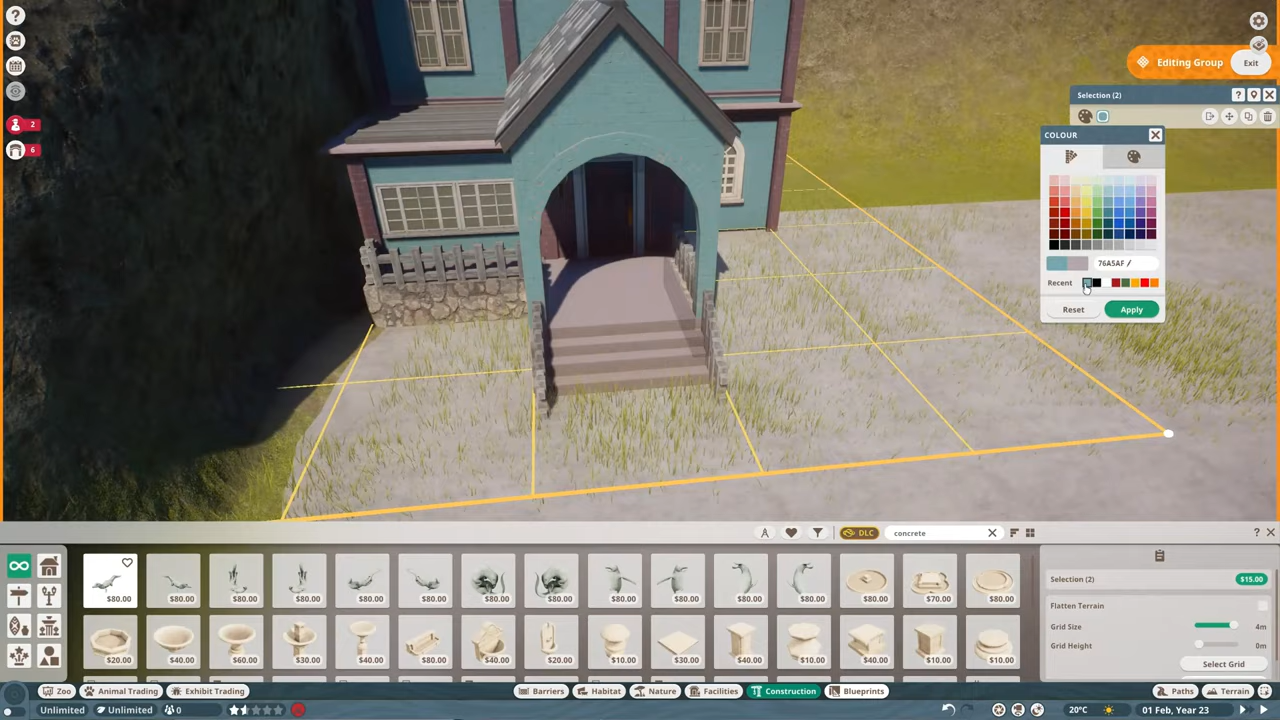 ?
Editing Group
Exit
Selection (2)
?
2
COLOUR
6
76A5AF
Recent
Reset
Apply
DLC
concrete
?
$80.00 $80.00 $80.00 $80.00 $80.00 $80.00 $80.00 $80.00 $80.00 $80.00 $80.00 $80.00 $80.00 $70.00 $80.00
Selection (2)
$15.00
Flatten Terrain
Grid Size
4m
Grid Height
0m
$20.00 $40.00 $60.00 $30.00 $40.00 $80.00 $40.00 $20.00 $10.00 $30.00 $40.00 $10.00 $40.00 $10.00 $10.00
Select Grid
Zoo
Animal Trading
Exhibit Trading
Barriers
Habitat
Nature
Facilities
Construction
Blueprints
Paths
Terrain
Unlimited
Unlimited
0
20°C
01 Feb, Year 23